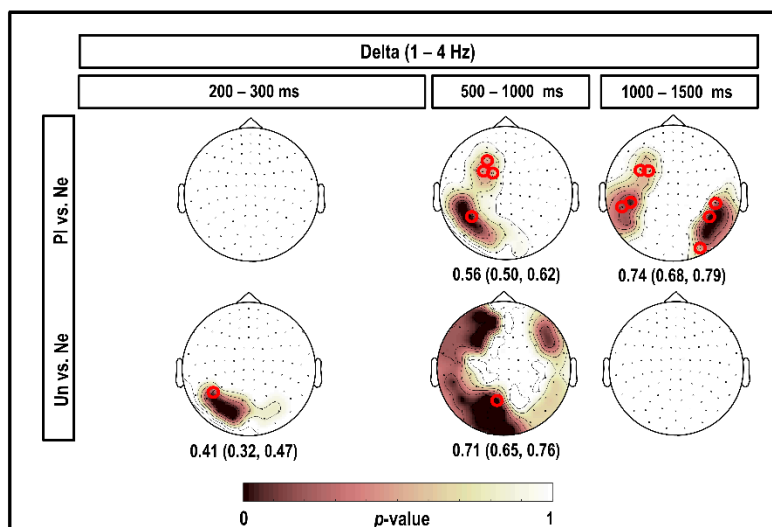 Delta (1 – 4 Hz)
200 – 300 ms
500 – 1000 ms
1000 – 1500 ms
Pl vs. Ne
0.56 (0.50, 0.62)
0.74 (0.68, 0.79)
Un vs. Ne
0.41 (0.32, 0.47)
0.71 (0.65, 0.76)
0
p-value
1